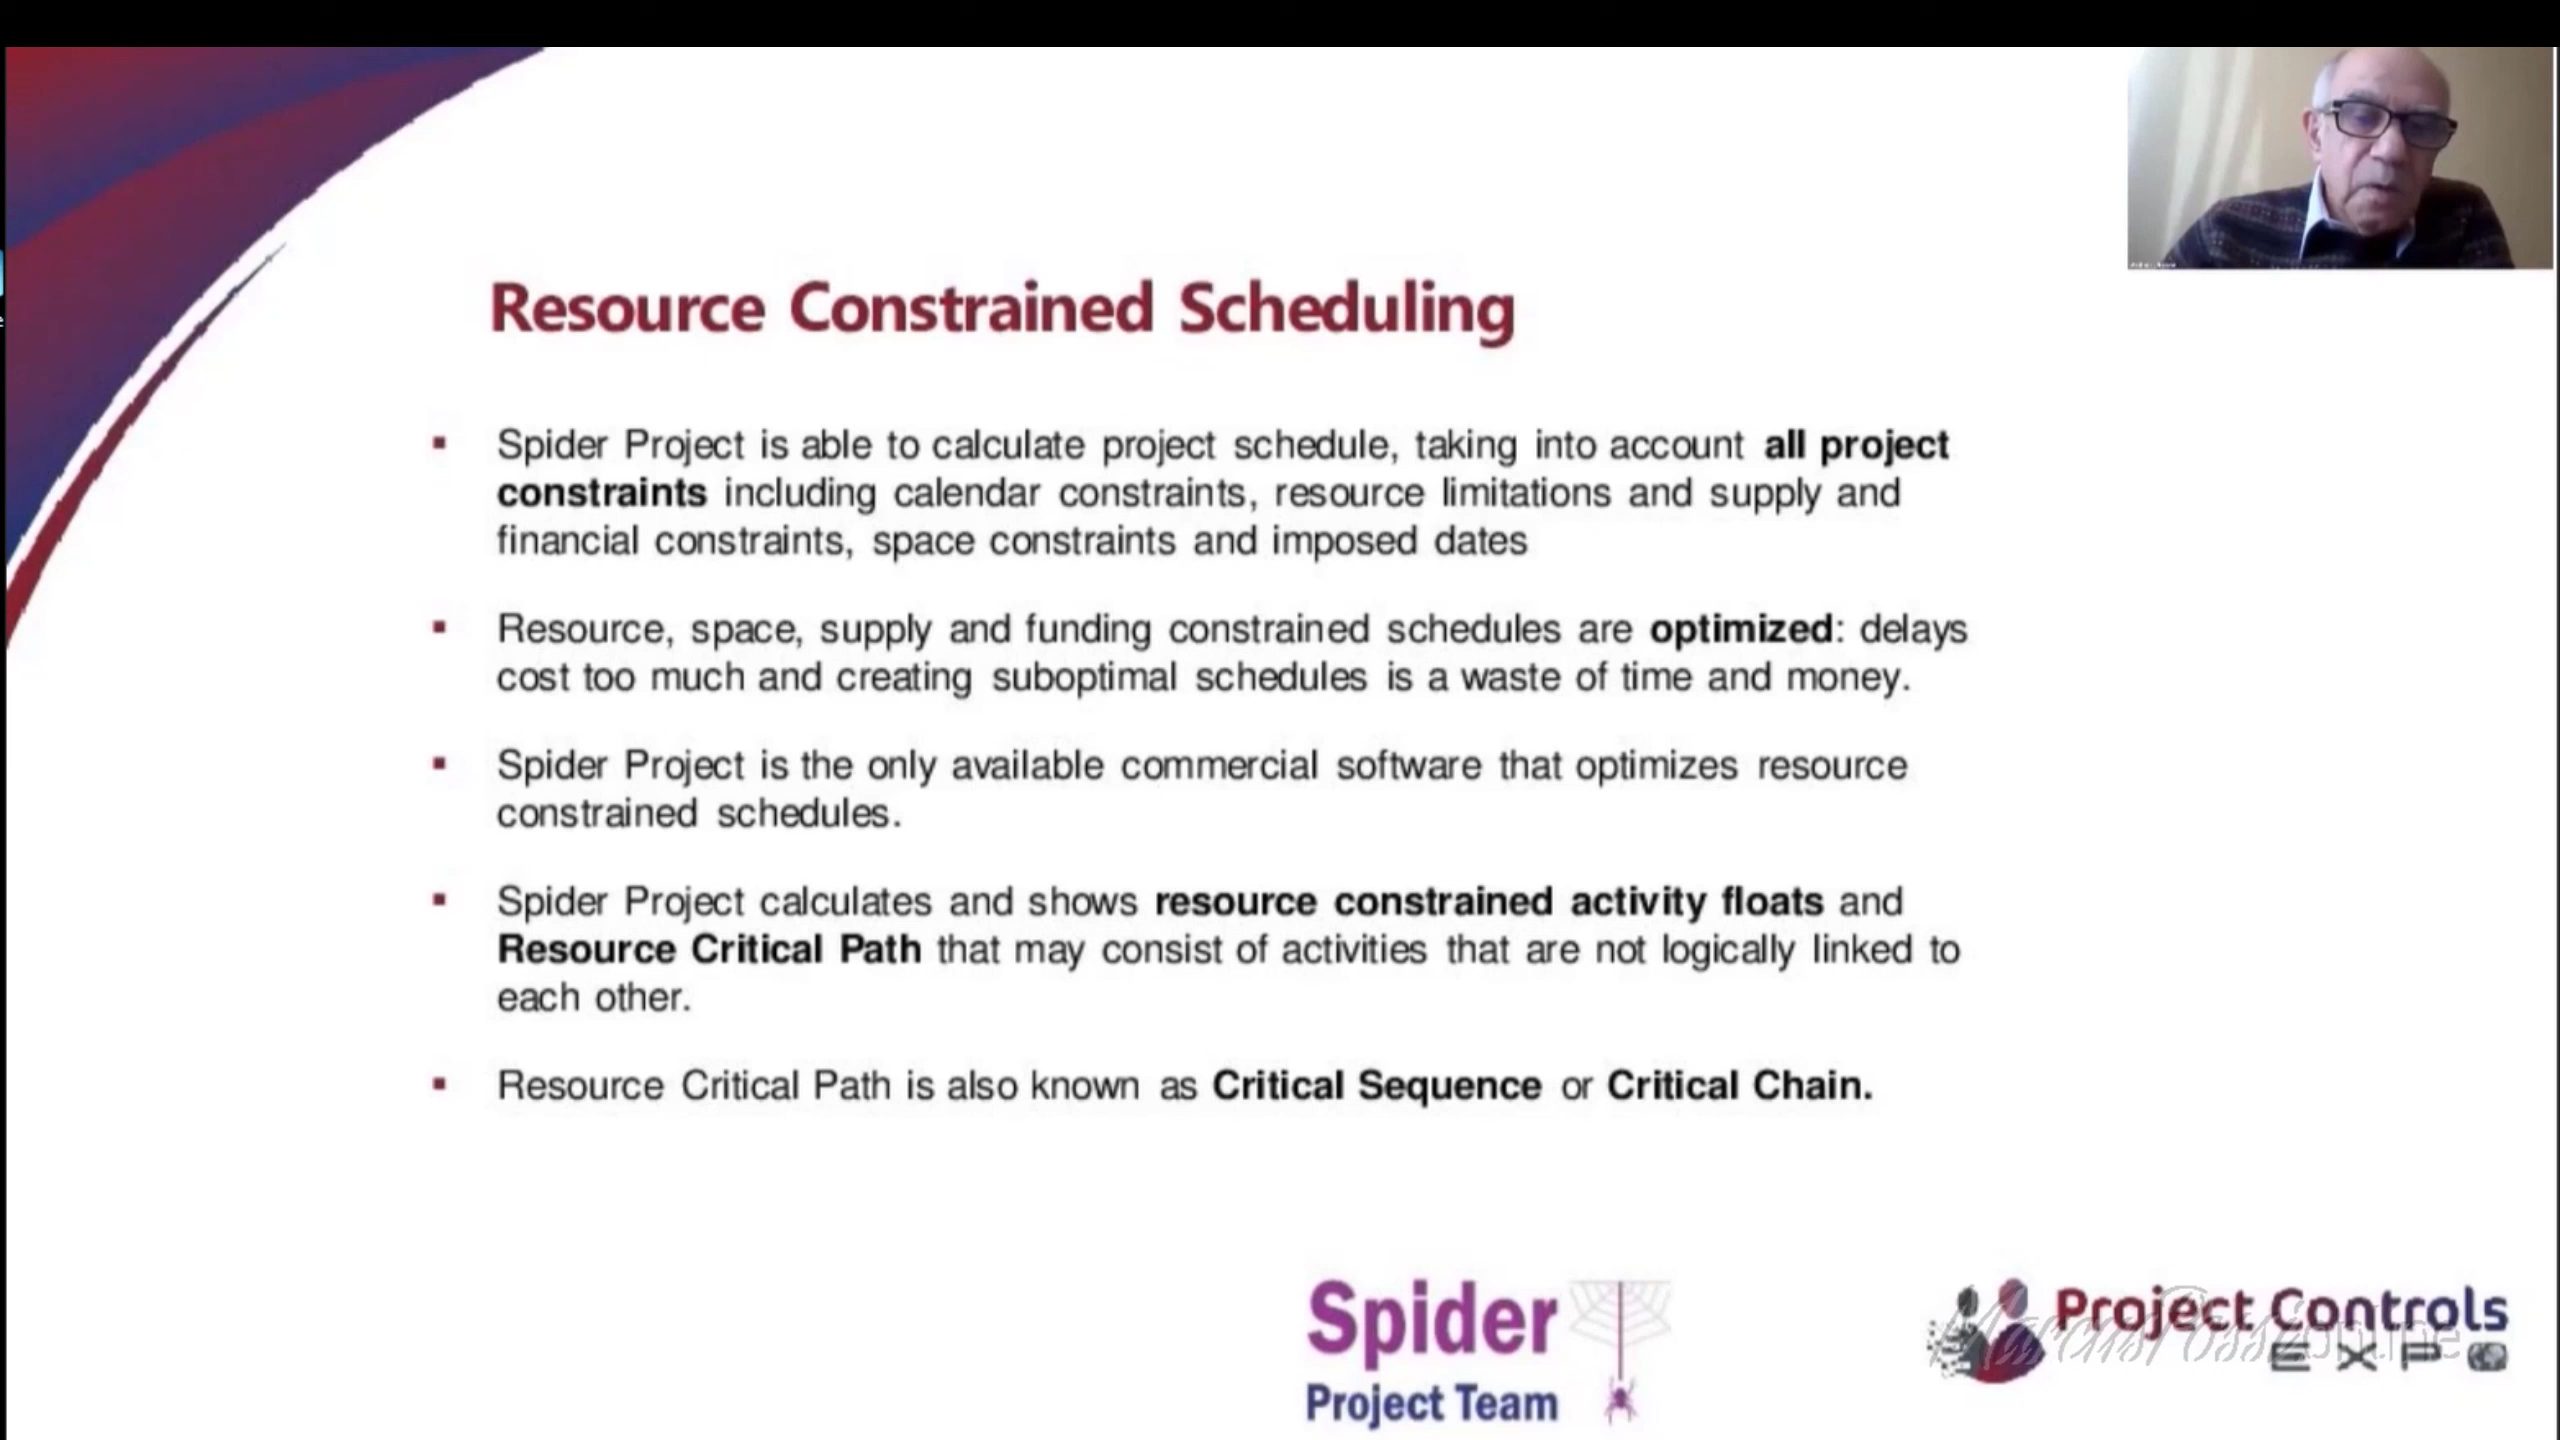 Resource Constrained Scheduling
▪ Spider Project is able to calculate project schedule, taking into account all project
constraints including calendar constraints, resource limitations and supply and
financial constraints, space constraints and imposed dates
▪ Resource, space, supply and funding constrained schedules are optimized: delays
cost too much and creating suboptimal schedules is a waste of time and money.
▪ Spider Project is the only available commercial software that optimizes resource
constrained schedules.
▪ Spider Project calculates and shows resource constrained activity floats and
Resource Critical Path that may consist of activities that are not logically linked to
each other.
▪ Resource Critical Path is also known as Critical Sequence or Critical Chain.
Spider
Project Team
Project Controls
EXPO